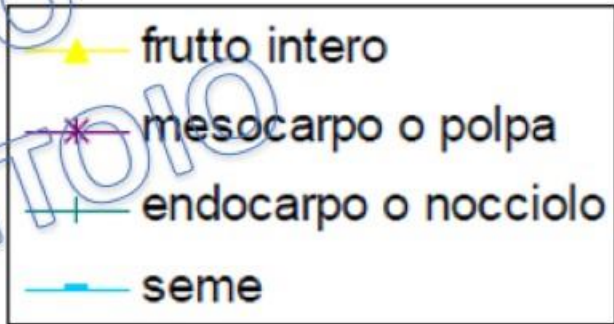 frutto intero
mesocarpo o polpa
endocarpo o nocciolo
seme